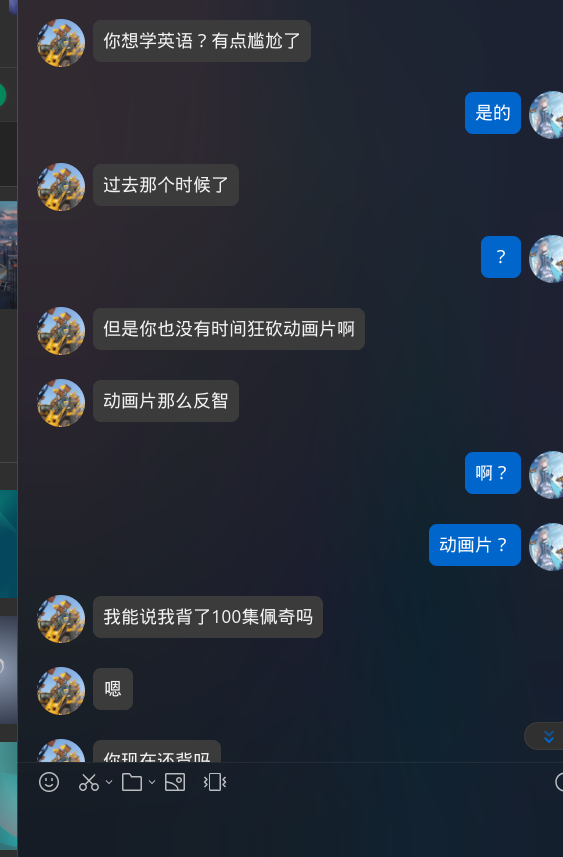 你想学英语？有点尴尬了
是的
过去那个时候了
？
但是你也没有时间狂砍动画片啊
动画片那么反智
啊？
动画片？
我能说我背了100集佩奇吗
嗯
你现在还背吗